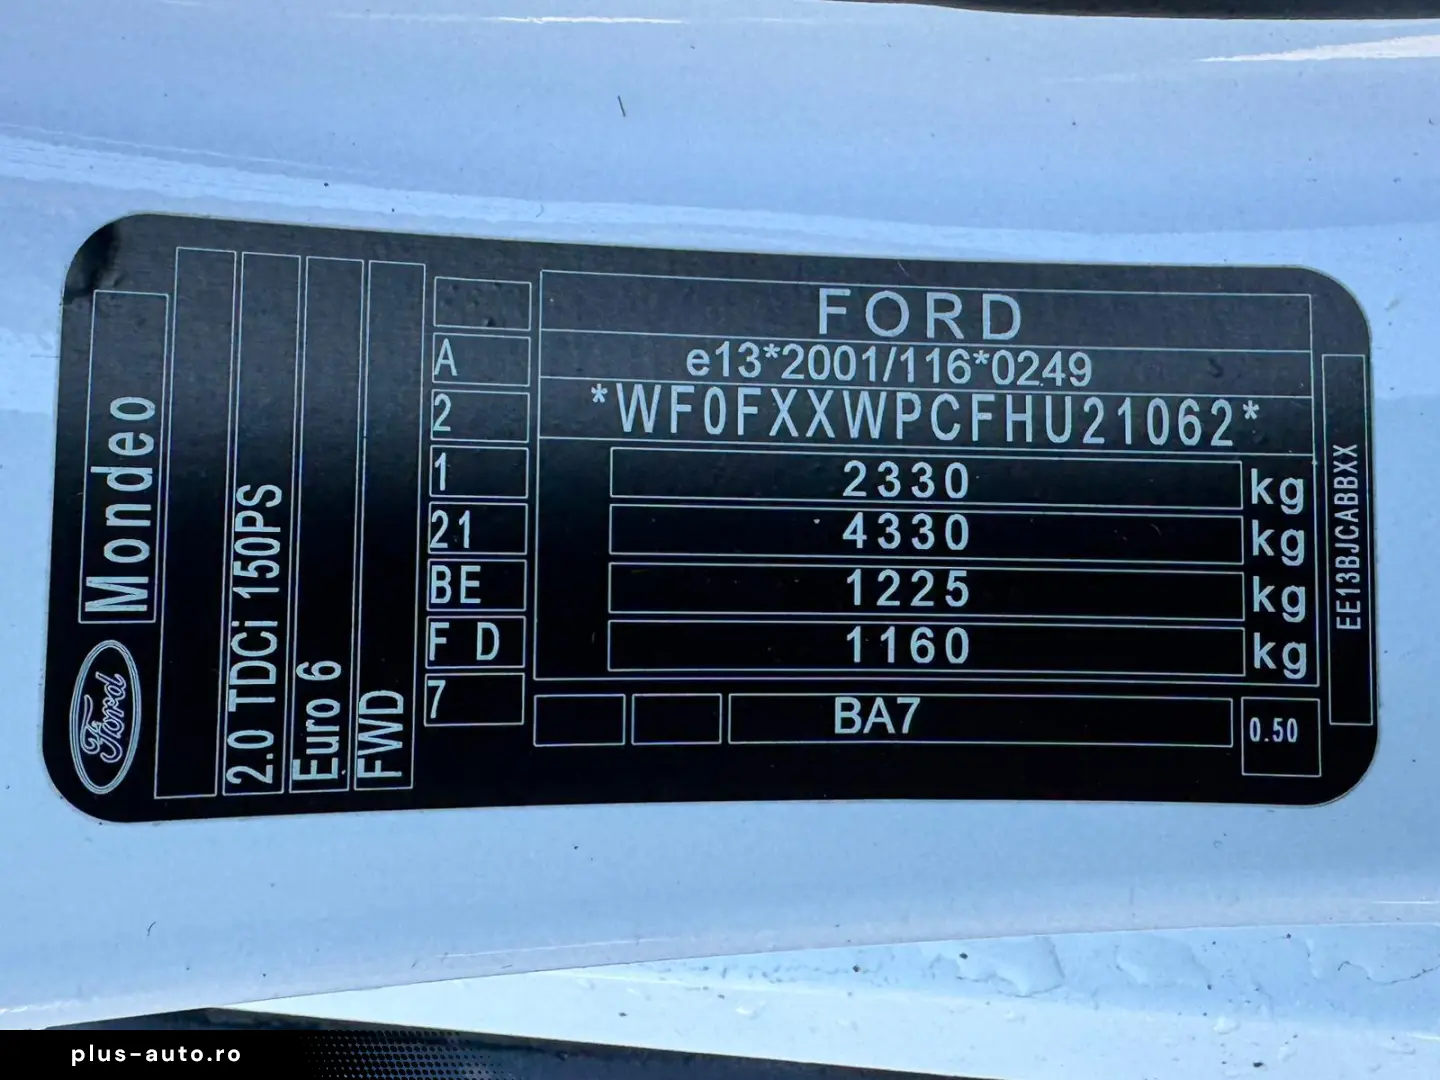 Ford
Mondeo
2.0 TDCi 150PS
Euro 6
FWD
A
2
1
21
BE
F D
7
FORD
e13*2001/116*0249
*WF0FXXWPCFHU21062*
2330 kg
4330 kg
1225 kg
1160 kg
BA7
0.50
EE13BJCABBXX
plus-auto.ro